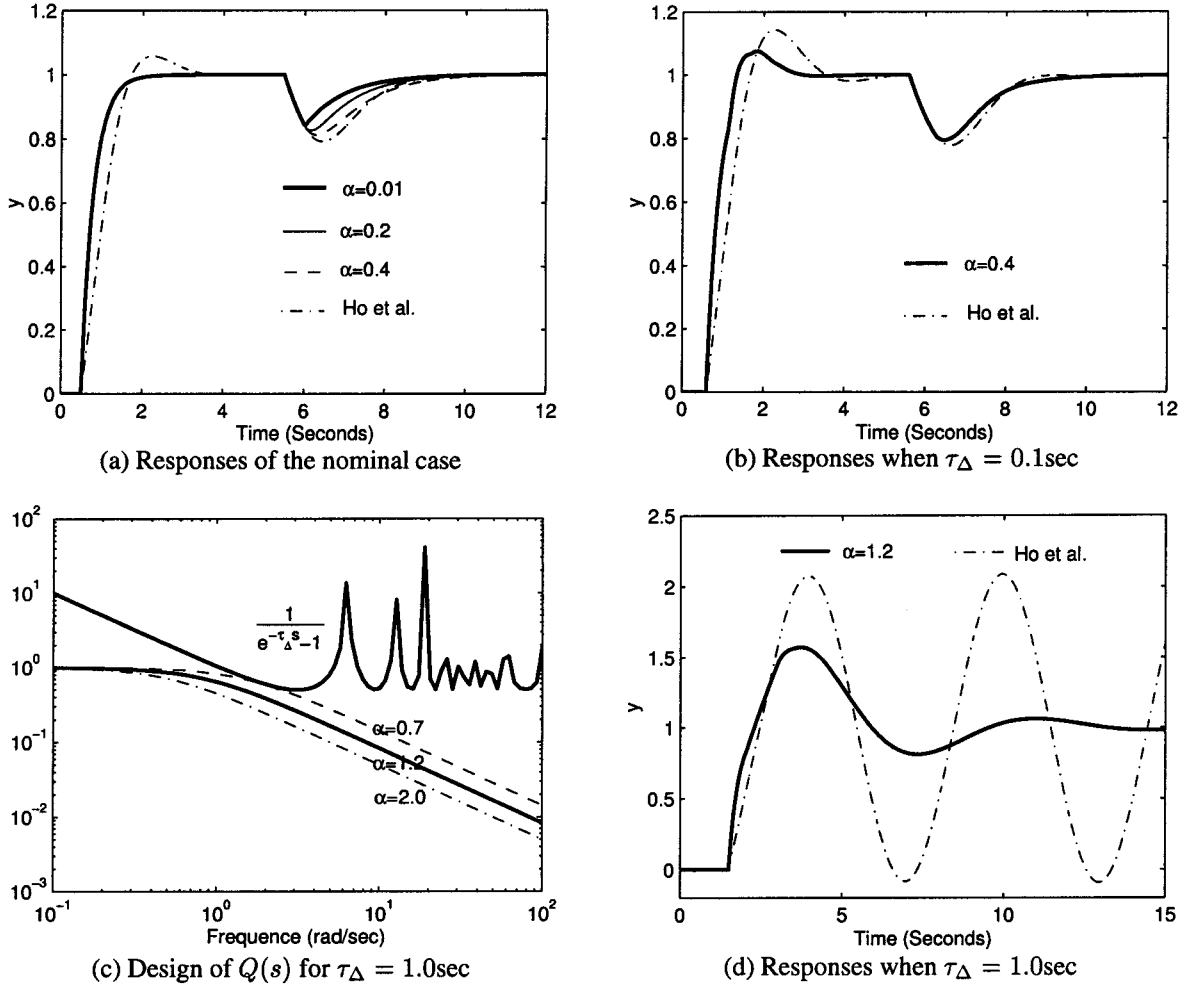 1.2
1
0.8
0.6
0.4
0.2
0
y
α=0.01
α=0.2
α=0.4
Ho et al.
0 2 4 6 8 10 12
Time (Seconds)
(a) Responses of the nominal case
1.2
1
0.8
0.6
0.4
0.2
0
y
α=0.4
Ho et al.
0 2 4 6 8 10 12
Time (Seconds)
(b) Responses when τΔ = 0.1sec
10^2
10^1
10^0
10^-1
10^-2
10^-3
1
e^-τΔs-1
α=0.7
α=1.2
α=2.0
10^-1 10^0 10^1 10^2
Frequence (rad/sec)
(c) Design of Q(s) for τΔ = 1.0sec
2.5
2
1.5
1
0.5
0
y
α=1.2
Ho et al.
0 5 10 15
Time (Seconds)
(d) Responses when τΔ = 1.0sec